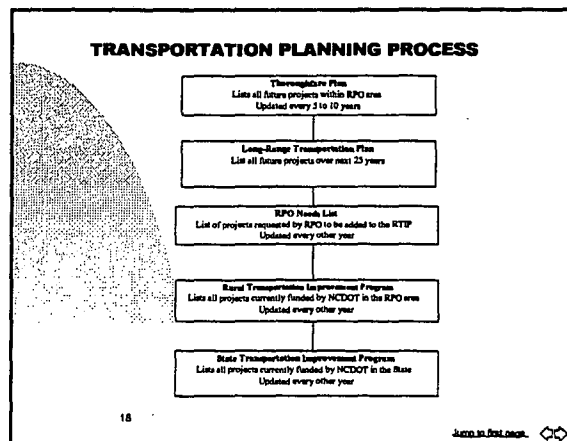 TRANSPORTATION PLANNING PROCESS
Thoroughfare Plan
Lists all future projects within RPO area
Updated every 5 to 10 years
Long-Range Transportation Plan
List all future projects over next 25 years
RPO Needs List
List of projects requested by RPO to be added to the RTIP
Updated every other year
Rural Transportation Improvement Program
Lists all projects currently funded by NCDOT in the RPO area
Updated every other year
State Transportation Improvement Program
Lists all projects currently funded by NCDOT in the State
Updated every other year
18
Jump to first page